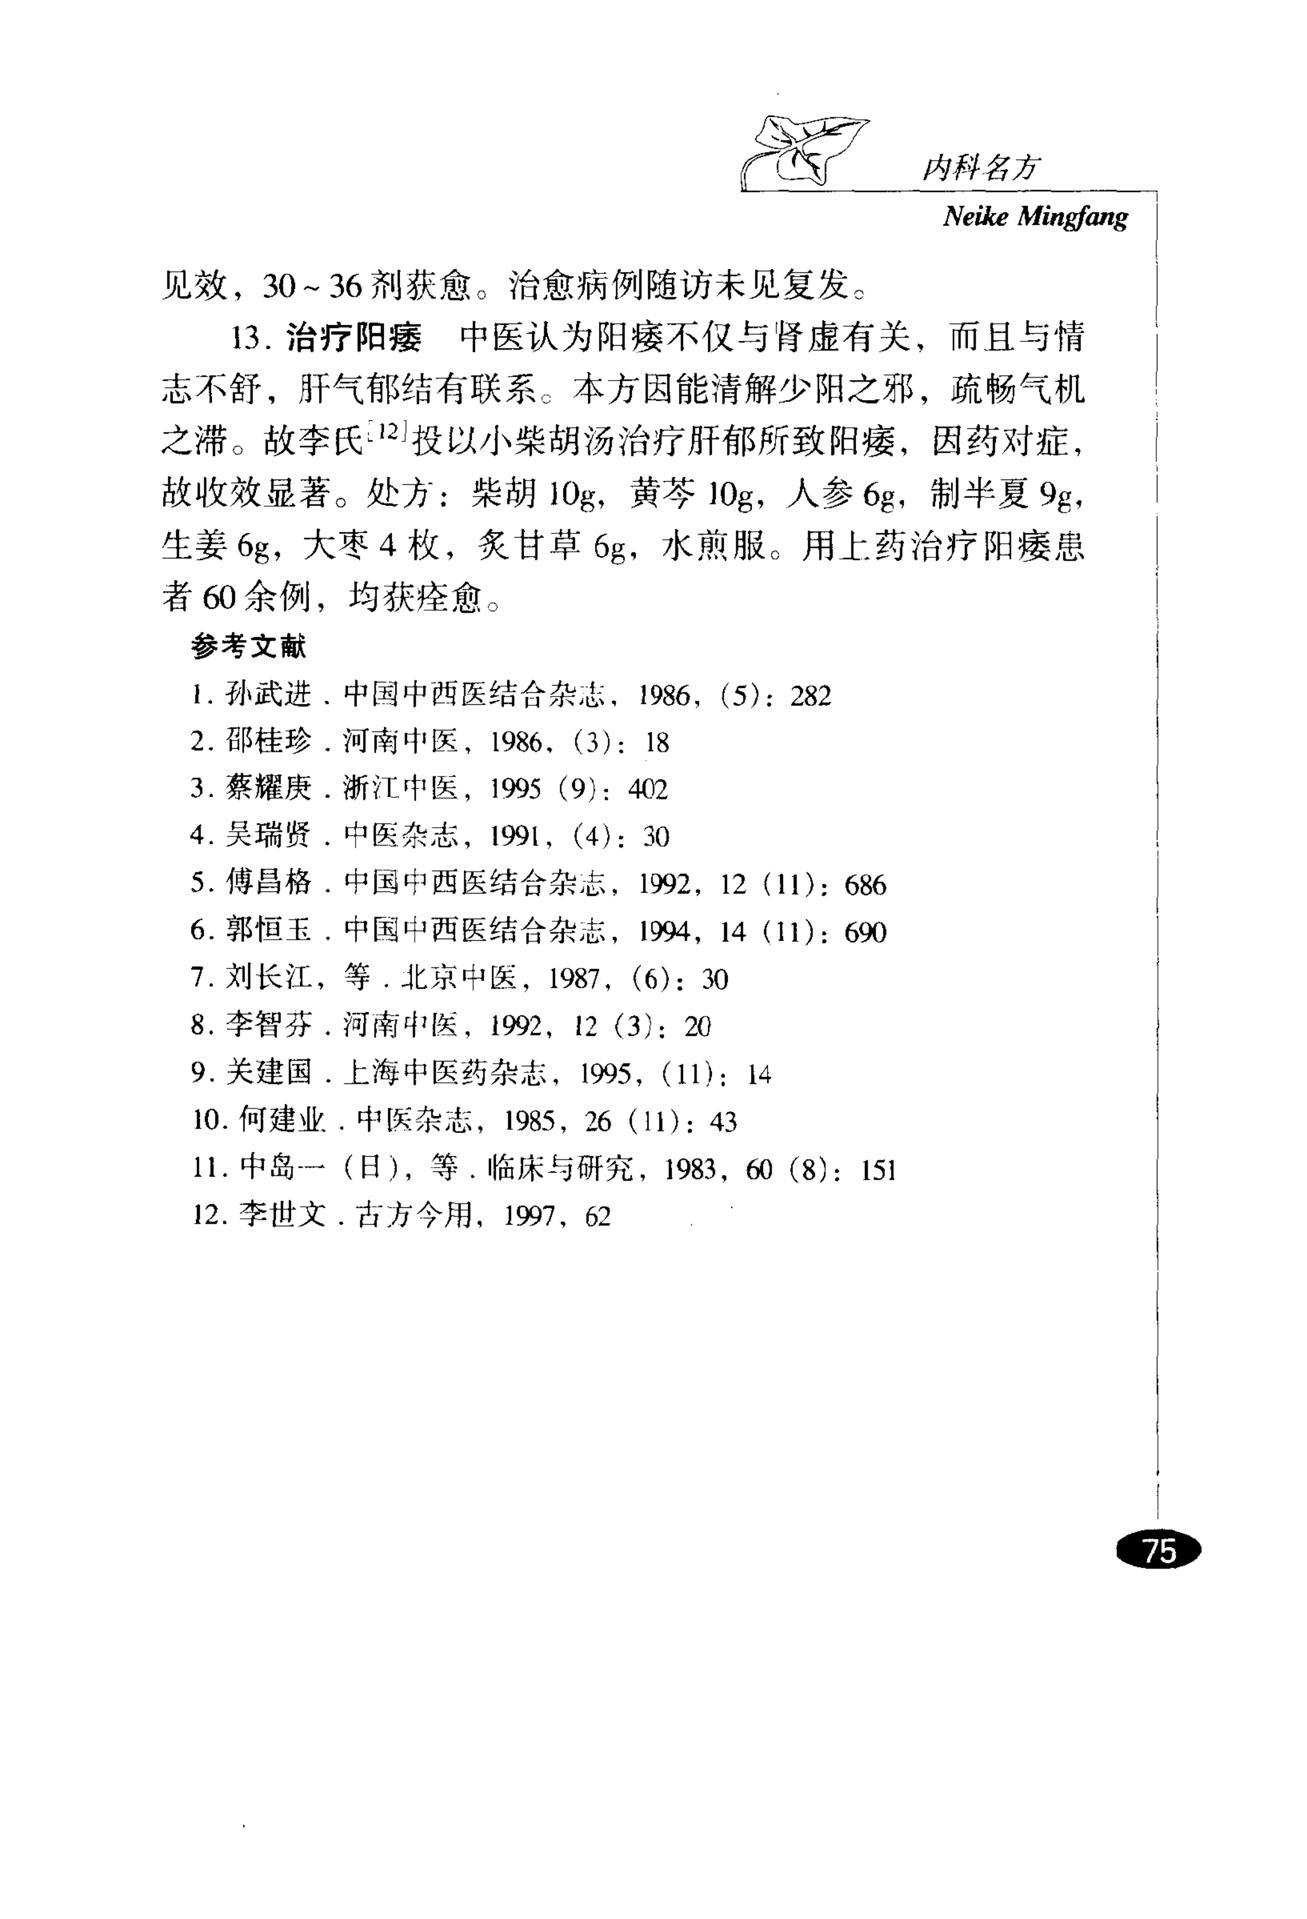 内科名方
Neike Mingfang
见效，30～36剂获愈。治愈病例随访未见复发。
13. 治疗阳痿 中医认为阳痿不仅与肾虚有关，而且与情
志不舒，肝气郁结有联系。本方因能清解少阳之邪，疏畅气机
之滞。故李氏[12]投以小柴胡汤治疗肝郁所致阳痿，因药对症，
故收效显著。处方：柴胡10g，黄芩10g，人参6g，制半夏9g，
生姜6g，大枣4枚，炙甘草6g，水煎服。用上药治疗阳痿患
者60余例，均获痊愈。
参考文献
1. 孙武进．中国中西医结合杂志，1986，(5)：282
2. 邵桂珍．河南中医，1986，(3)：18
3. 蔡耀庚．浙江中医，1995 (9)：402
4. 吴瑞贤．中医杂志，1991，(4)：30
5. 傅昌格．中国中西医结合杂志，1992，12 (11)：686
6. 郭恒玉．中国中西医结合杂志，1994，14 (11)：690
7. 刘长江，等．北京中医，1987，(6)：30
8. 李智芬．河南中医，1992，12 (3)：20
9. 关建国．上海中医药杂志，1995，(11)；14
10. 何建业．中医杂志，1985，26 (11)：43
11. 中岛一（日），等．临床与研究，1983，60 (8)：151
12. 李世文．古方今用，1997，62
75